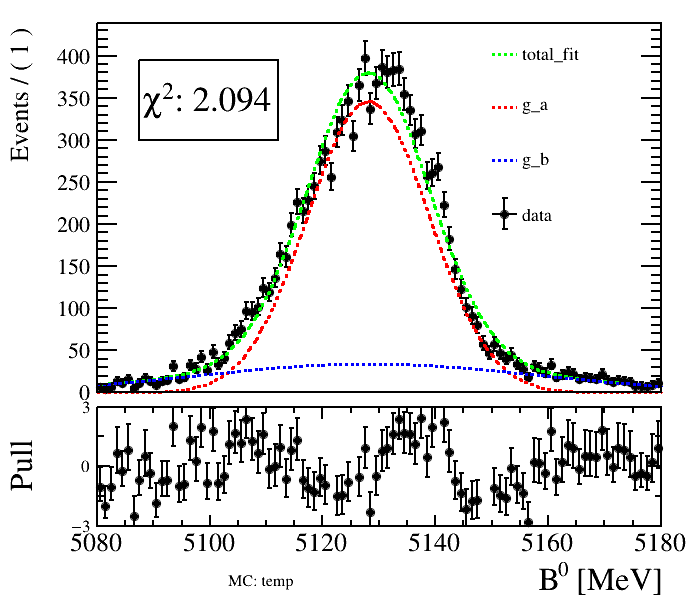 Events / ( 1 )
400
350
300
250
200
150
100
50
0
χ²: 2.094
total_fit
g_a
g_b
data
Pull
3
0
−3
5080 5100 5120 5140 5160 5180
MC: temp
B⁰ [MeV]